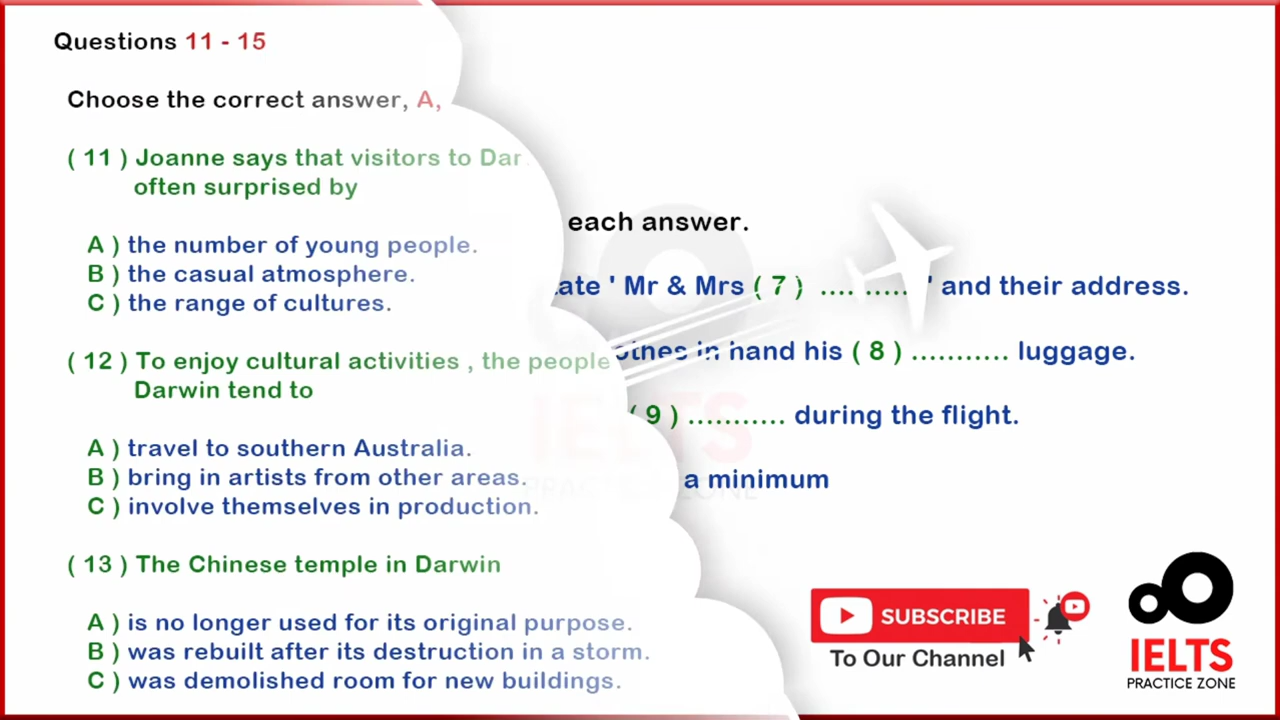 Questions 11 - 15
Choose the correct answer, A,
( 11 ) Joanne says that visitors to Dar
often surprised by
A ) the number of young people.
B ) the casual atmosphere.
C ) the range of cultures.
( 12 ) To enjoy cultural activities , the people
Darwin tend to
A ) travel to southern Australia.
B ) bring in artists from other areas.
C ) involve themselves in production.
( 13 ) The Chinese temple in Darwin
A ) is no longer used for its original purpose.
B ) was rebuilt after its destruction in a storm.
C ) was demolished room for new buildings.
each answer.
ate ' Mr & Mrs ( 7 ) .... ...... ' and their address.
othes in hand his ( 8 ) ........... luggage.
( 9 ) ........... during the flight.
a minimum
IELTS
PRACTICE ZONE
SUBSCRIBE
To Our Channel
IELTS
PRACTICE ZONE